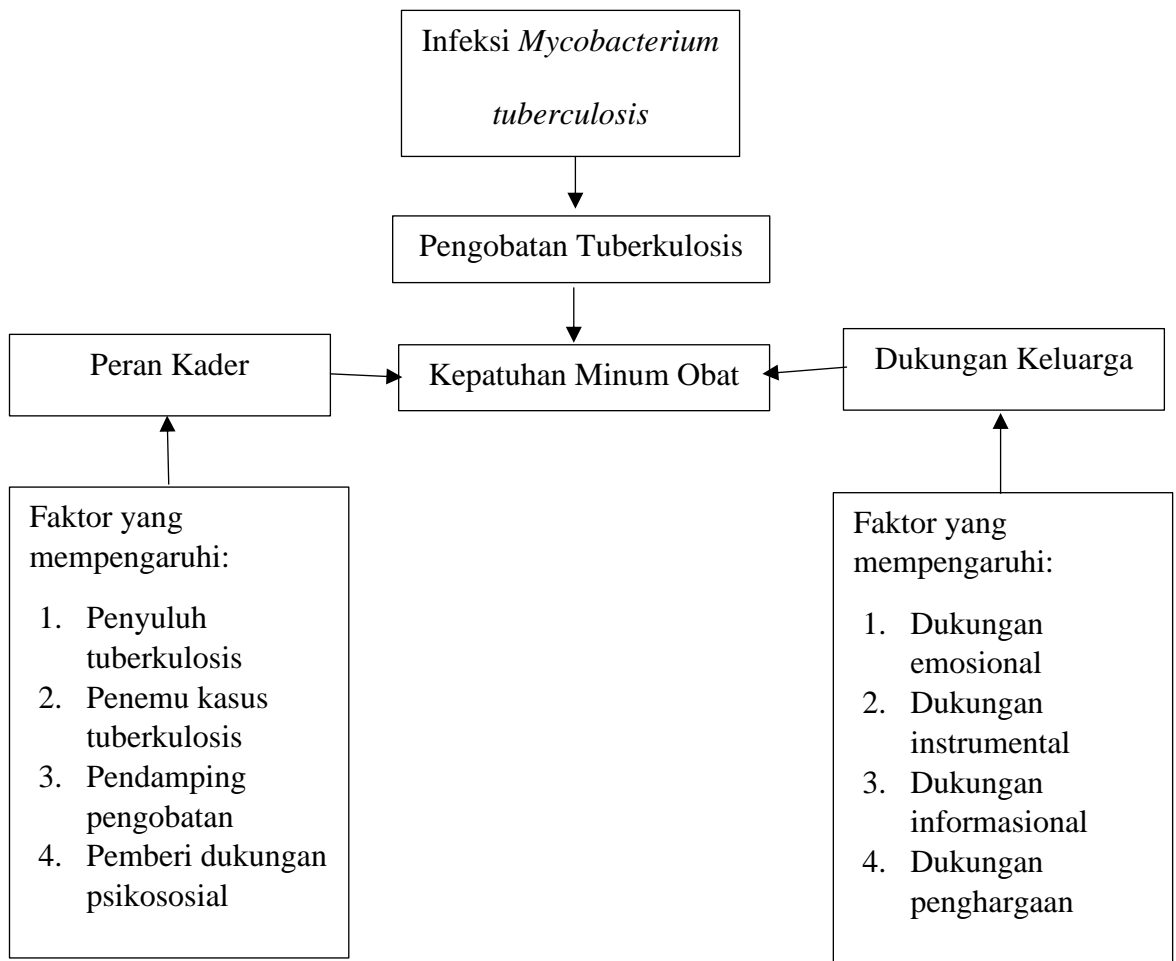 Infeksi Mycobacterium
tuberculosis
Pengobatan Tuberkulosis
Peran Kader
Kepatuhan Minum Obat
Dukungan Keluarga
Faktor yang
mempengaruhi:
1. Penyuluh
tuberkulosis
2. Penemu kasus
tuberkulosis
3. Pendamping
pengobatan
4. Pemberi dukungan
psikososial
Faktor yang
mempengaruhi:
1. Dukungan
emosional
2. Dukungan
instrumental
3. Dukungan
informasional
4. Dukungan
penghargaan